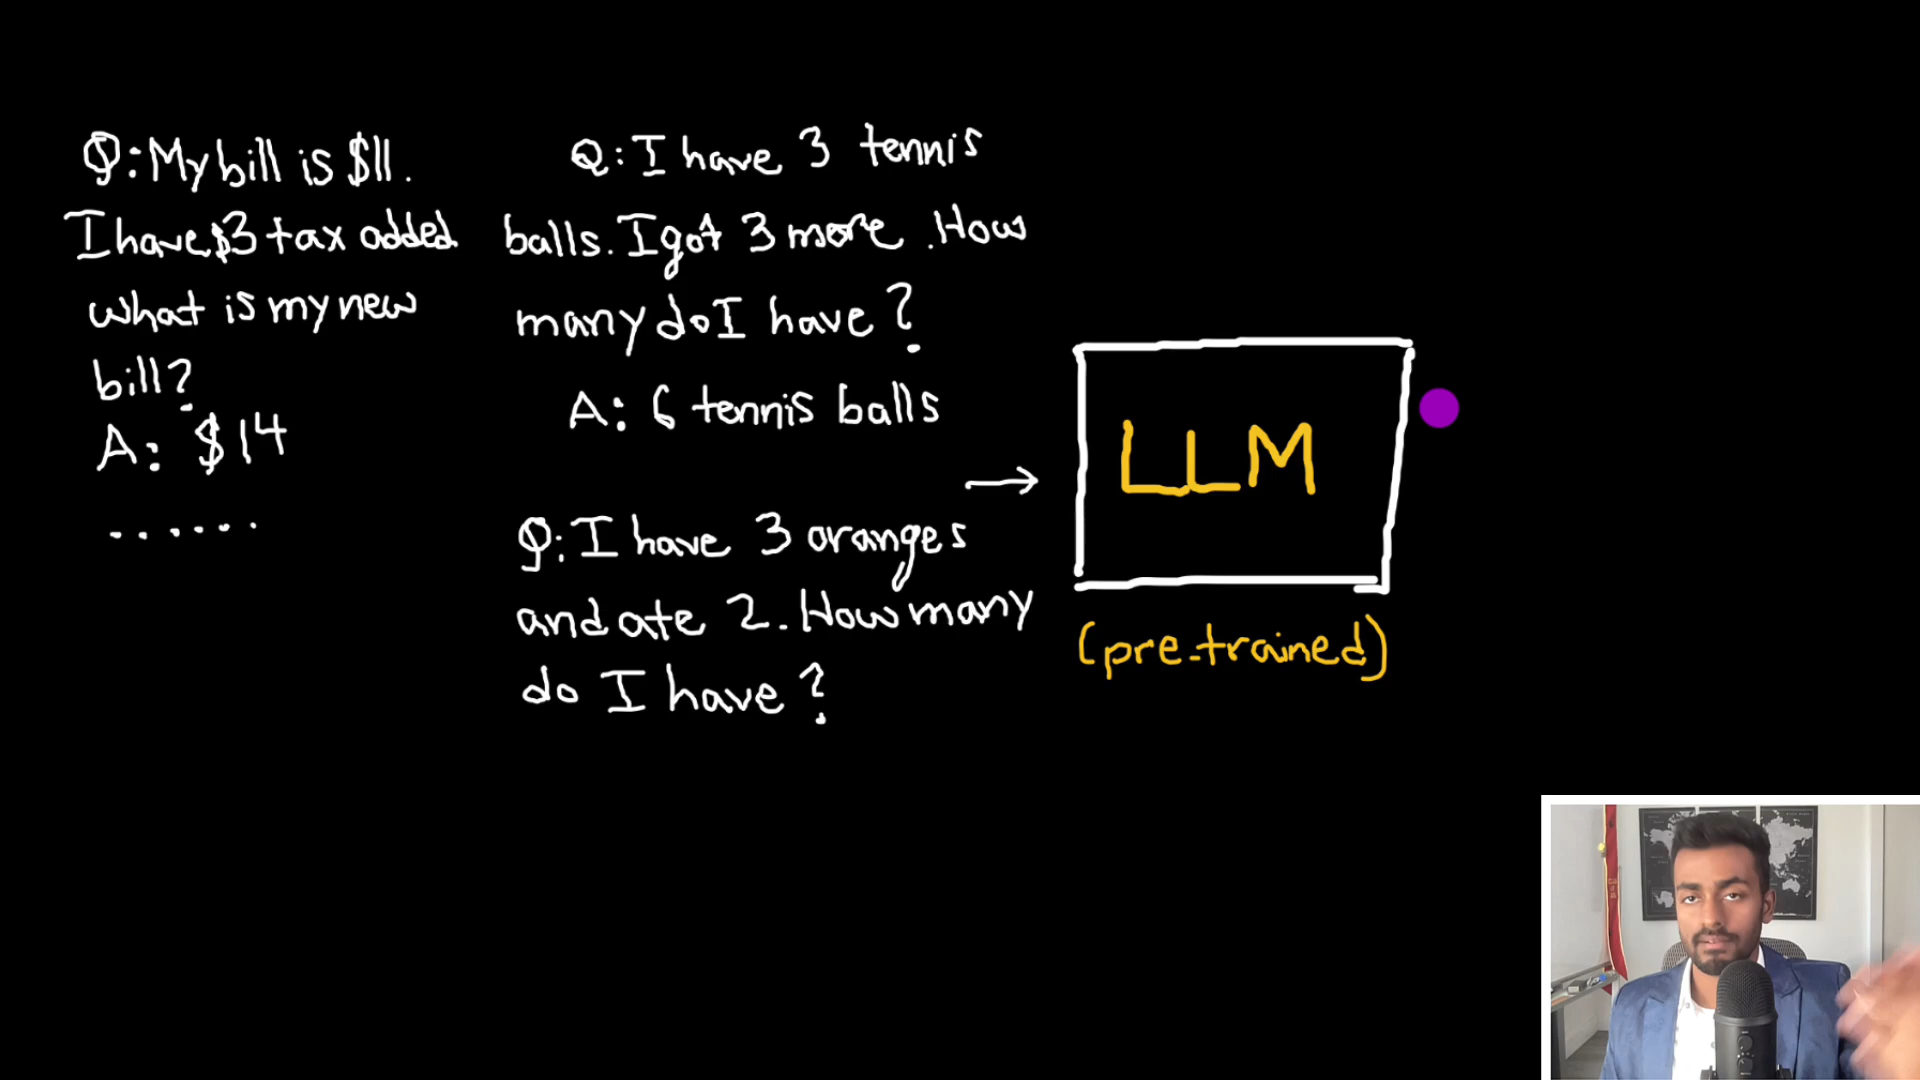 Q: My bill is $11.
I have $3 tax added
what is my new
bill?
A: $14
......
Q: I have 3 tennis
balls. I got 3 more. How
many do I have?
A: 6 tennis balls
Q: I have 3 oranges
and ate 2. How many
do I have?
→
LLM
(pre-trained)